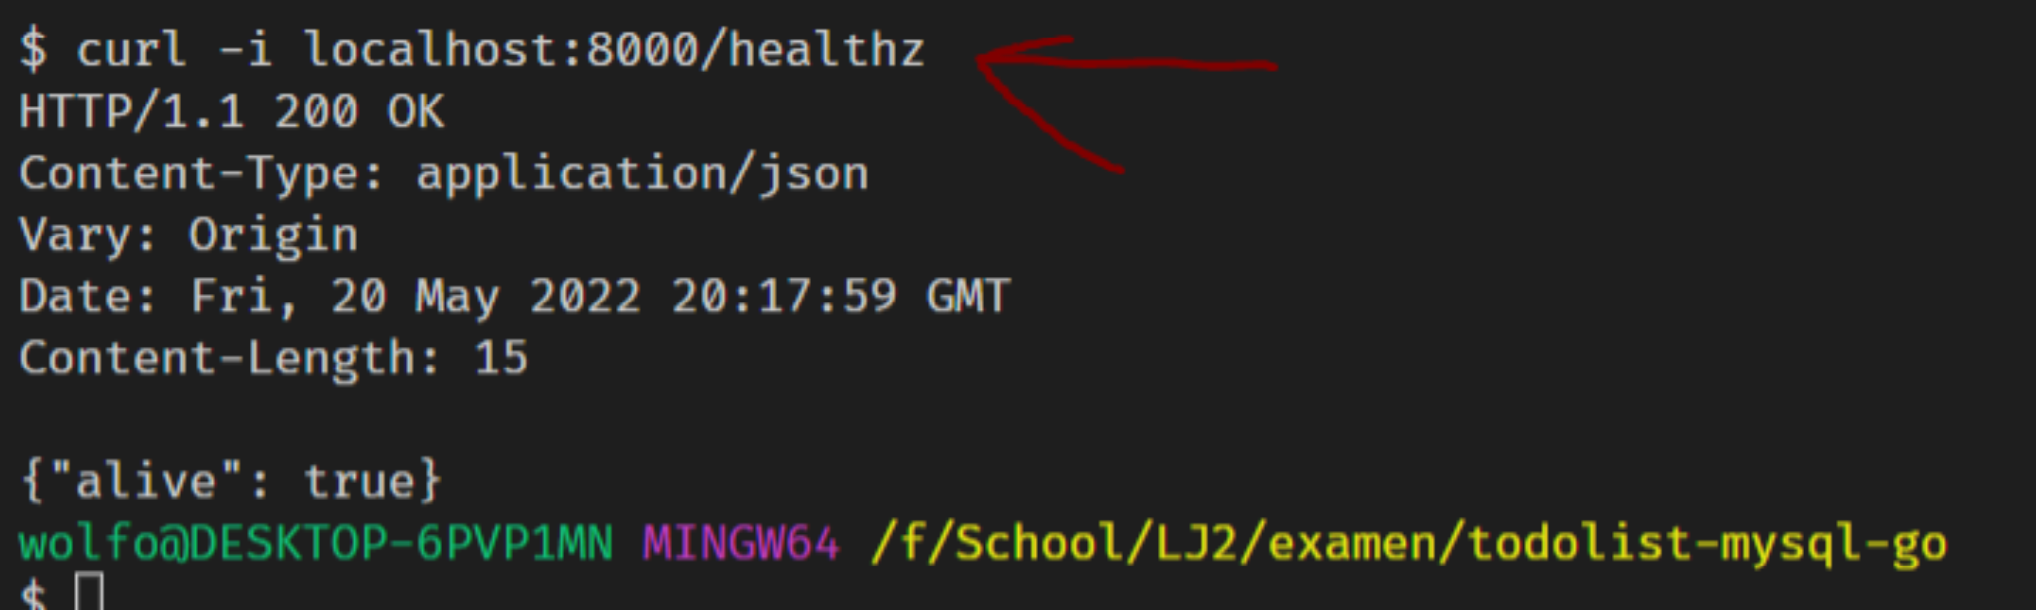 $ curl -i localhost:8000/healthz
HTTP/1.1 200 OK
Content-Type: application/json
Vary: Origin
Date: Fri, 20 May 2022 20:17:59 GMT
Content-Length: 15
{"alive": true}
wolfo@DESKTOP-6PVP1MN MINGW64 /f/School/LJ2/examen/todolist-mysql-go
$